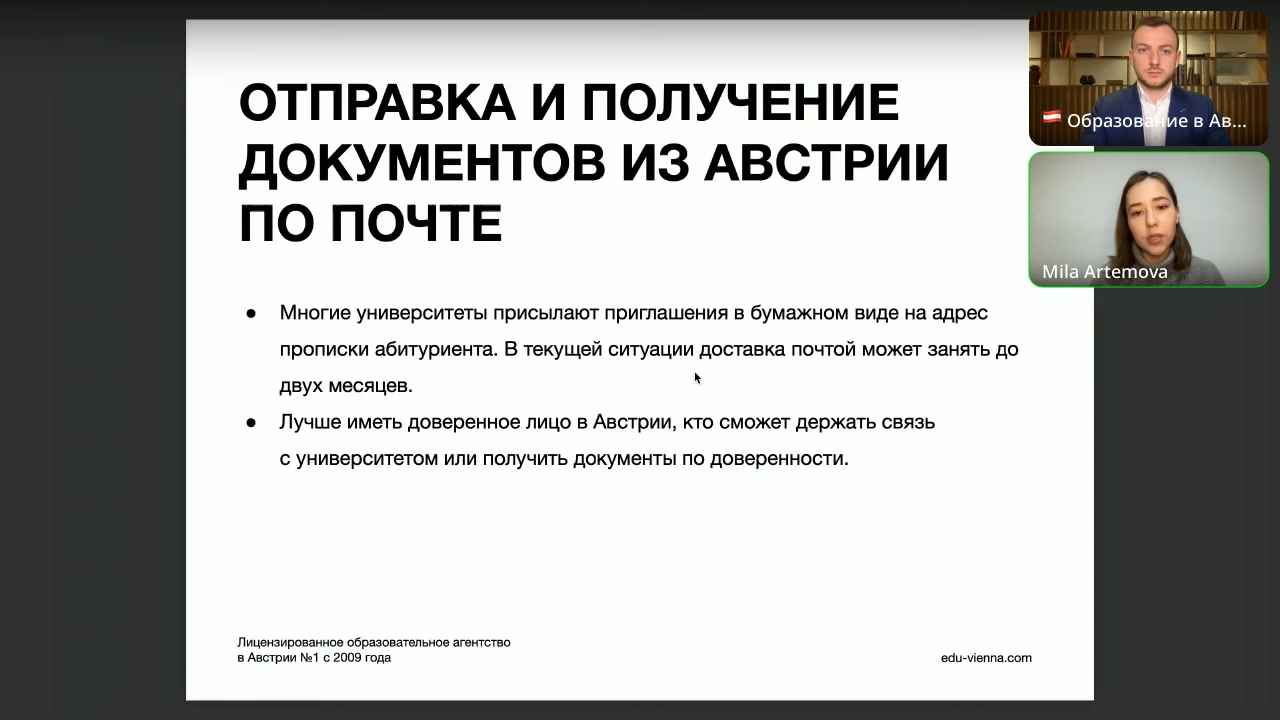 ОТПРАВКА И ПОЛУЧЕНИЕ
ДОКУМЕНТОВ ИЗ АВСТРИИ
ПО ПОЧТЕ
● Многие университеты присылают приглашения в бумажном виде на адрес
прописки абитуриента. В текущей ситуации доставка почтой может занять до
двух месяцев.
● Лучше иметь доверенное лицо в Австрии, кто сможет держать связь
с университетом или получить документы по доверенности.
Лицензированное образовательное агентство
в Австрии №1 с 2009 года
edu-vienna.com
🇦🇹 Образование в Ав...
Mila Artemova